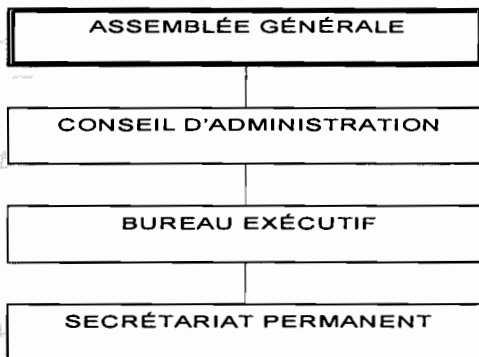 ASSEMBLÉE GÉNÉRALE
CONSEIL D'ADMINISTRATION
BUREAU EXÉCUTIF
SECRÉTARIAT PERMANENT